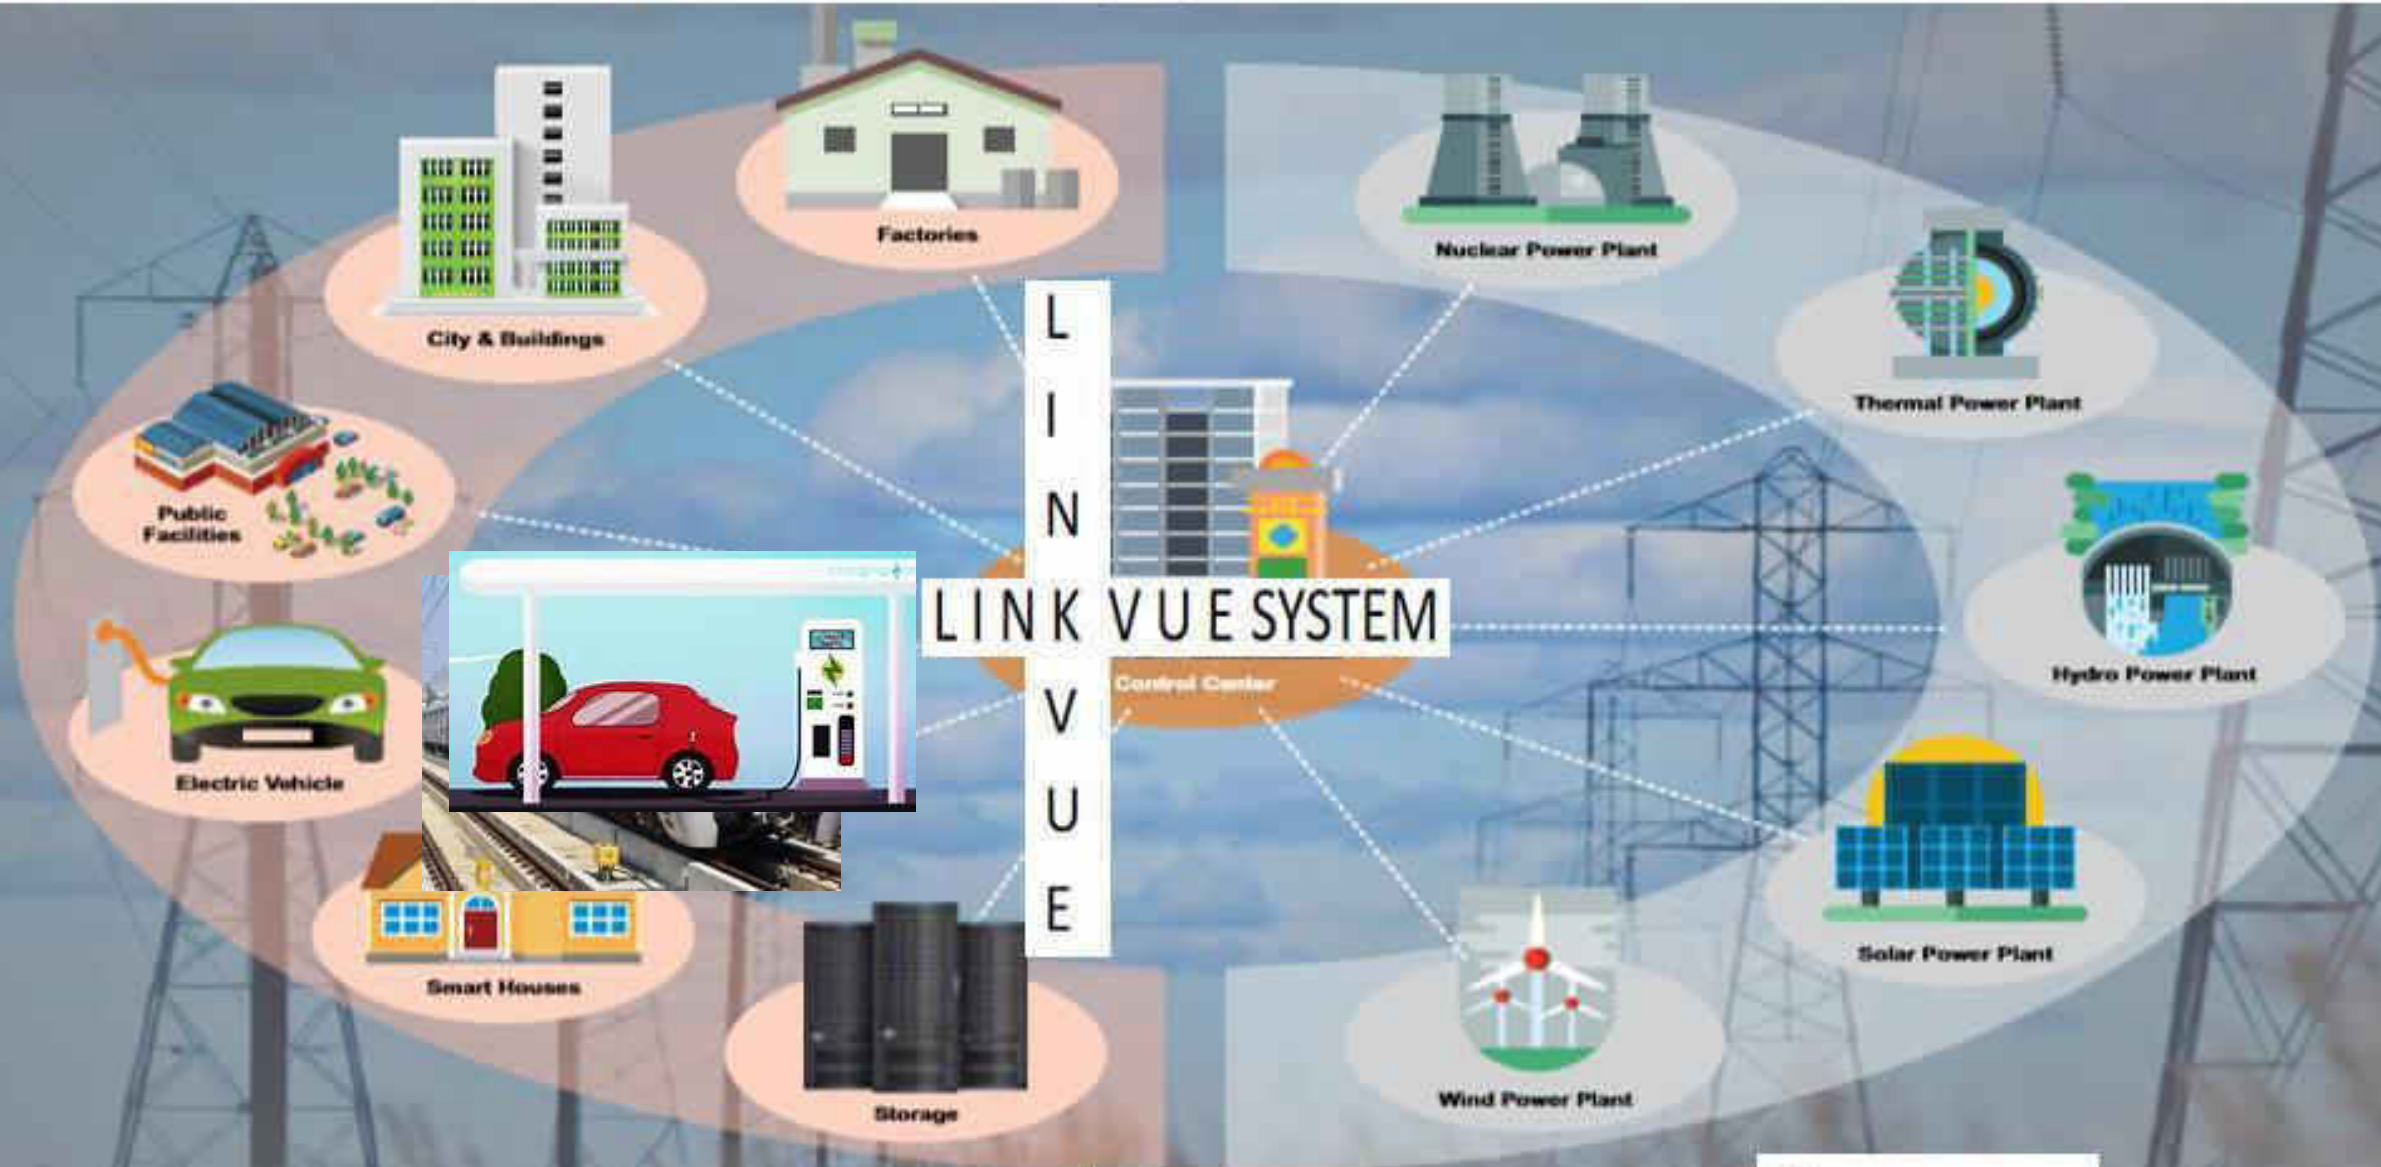 Factories
Nuclear Power Plant
City & Buildings
Thermal Power Plant
Public
Facilities
LINK VUE SYSTEM
L
I
N
K
V
U
E
Control Center
Hydro Power Plant
Electric Vehicle
Solar Power Plant
Smart Houses
Wind Power Plant
Storage